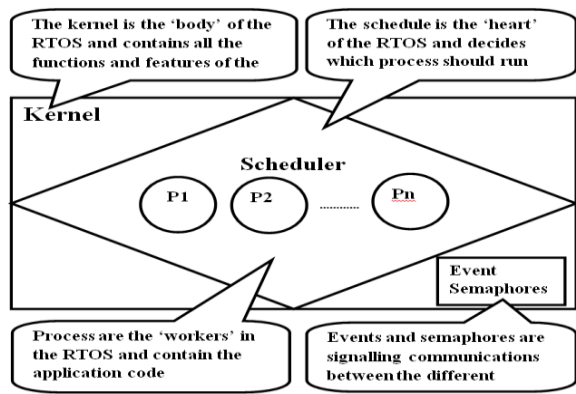 The kernel is the ‘body’ of the
RTOS and contains all the
functions and features of the
The schedule is the ‘heart’
of the RTOS and decides
which process should run
Kernel
Scheduler
P1
P2
............
Pn
Event
Semaphores
Process are the ‘workers’ in
the RTOS and contain the
application code
Events and semaphores are
signalling communications
between the different